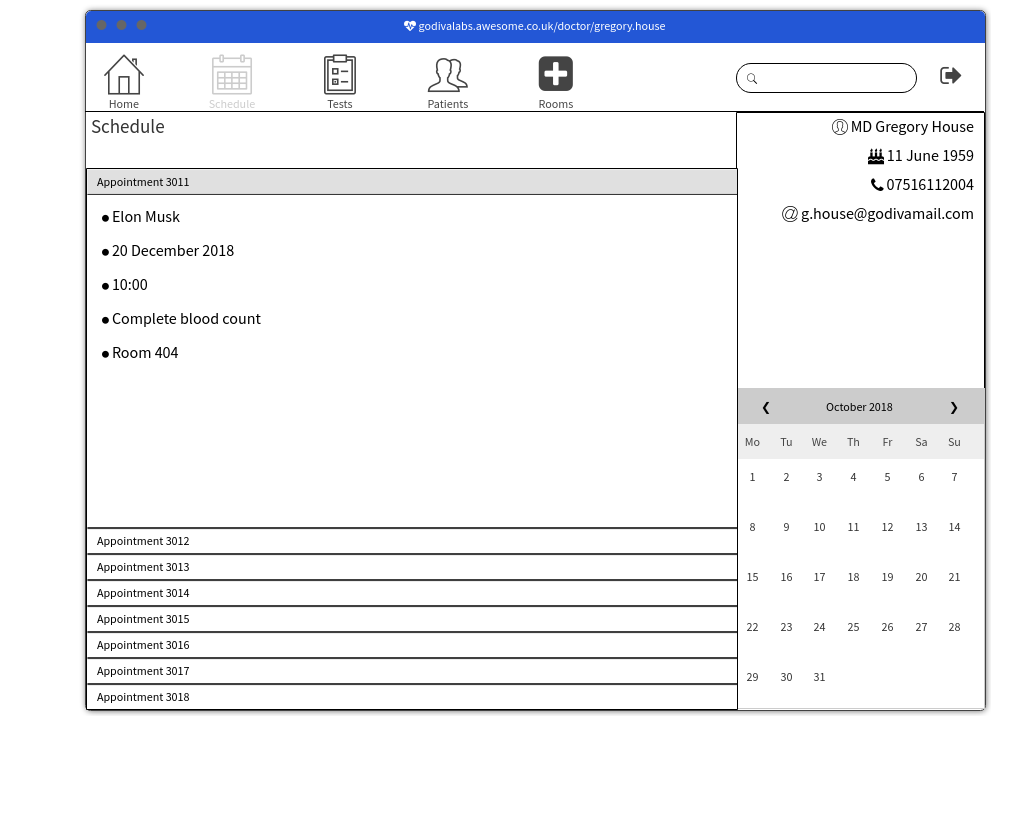 godivalabs.awesome.co.uk/doctor/gregory.house
Home Schedule Tests Patients Rooms
Schedule
Appointment 3011
Elon Musk
20 December 2018
10:00
Complete blood count
Room 404
Appointment 3012
Appointment 3013
Appointment 3014
Appointment 3015
Appointment 3016
Appointment 3017
Appointment 3018
MD Gregory House
11 June 1959
07516112004
g.house@godivamail.com
October 2018
Mo Tu We Th Fr Sa Su
1 2 3 4 5 6 7
8 9 10 11 12 13 14
15 16 17 18 19 20 21
22 23 24 25 26 27 28
29 30 31